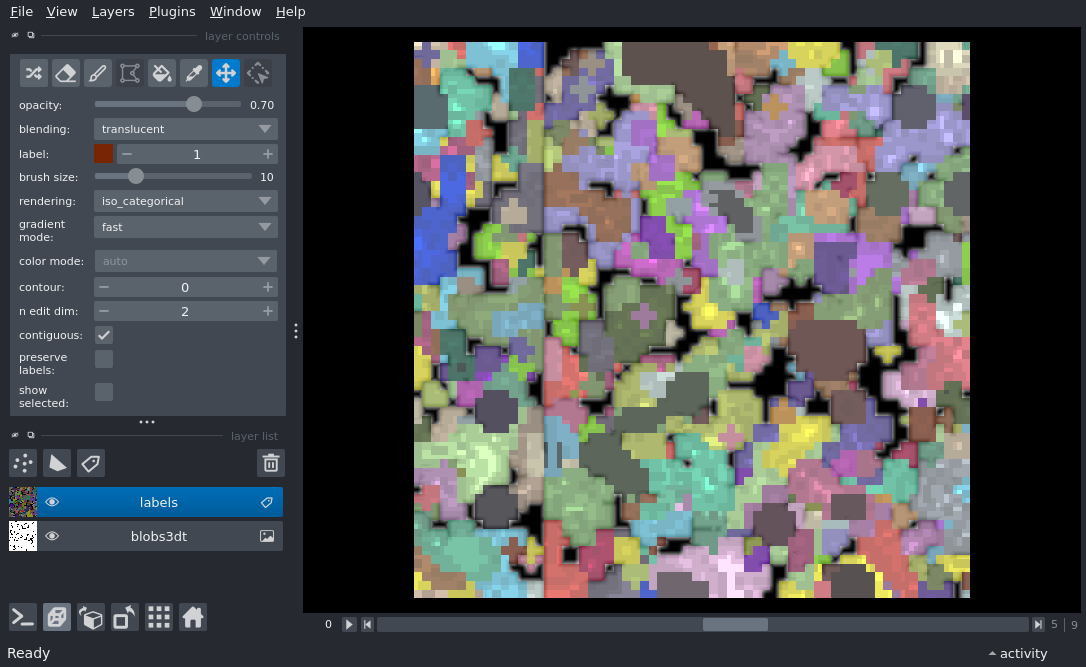 File View Layers Plugins Window Help
layer controls
opacity: 0.70
blending: translucent
label: 1
brush size: 10
rendering: iso_categorical
gradient
mode: fast
color mode: auto
contour: 0
n edit dim: 2
contiguous:
preserve
labels:
show
selected:
layer list
labels
blobs3dt
0 5 | 9
Ready activity